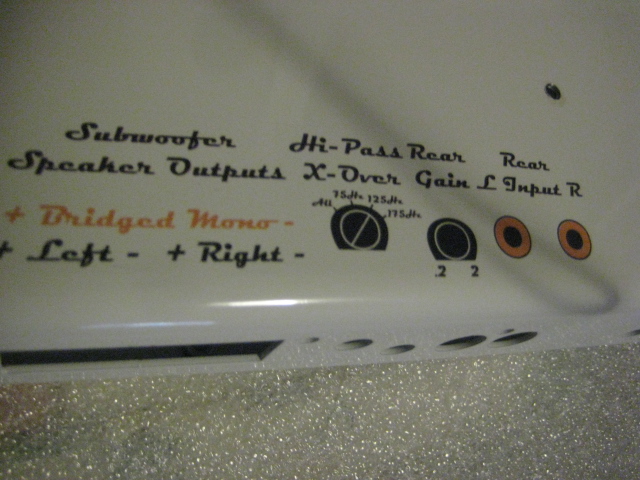 Subwoofer
Speaker Outputs
+ Bridged Mono -
+ Left - + Right -
Hi-Pass
X-Over
All 75Hz 125Hz 175Hz
Rear
Gain
.2 2
Rear
L Input R